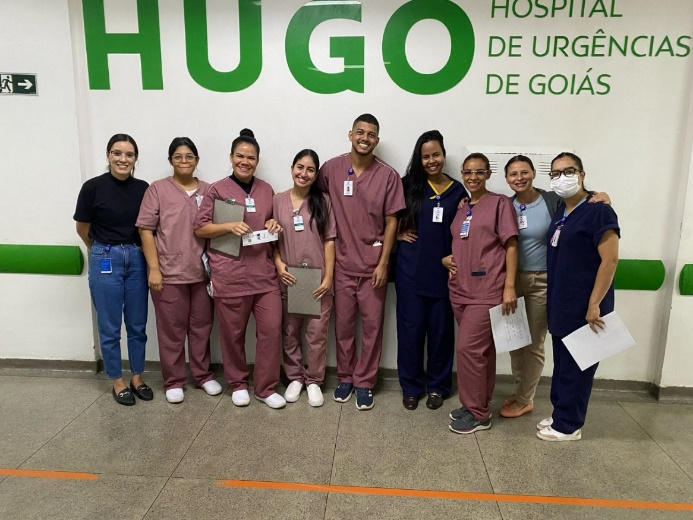 HUGO
HOSPITAL
DE URGÊNCIAS
DE GOIÁS